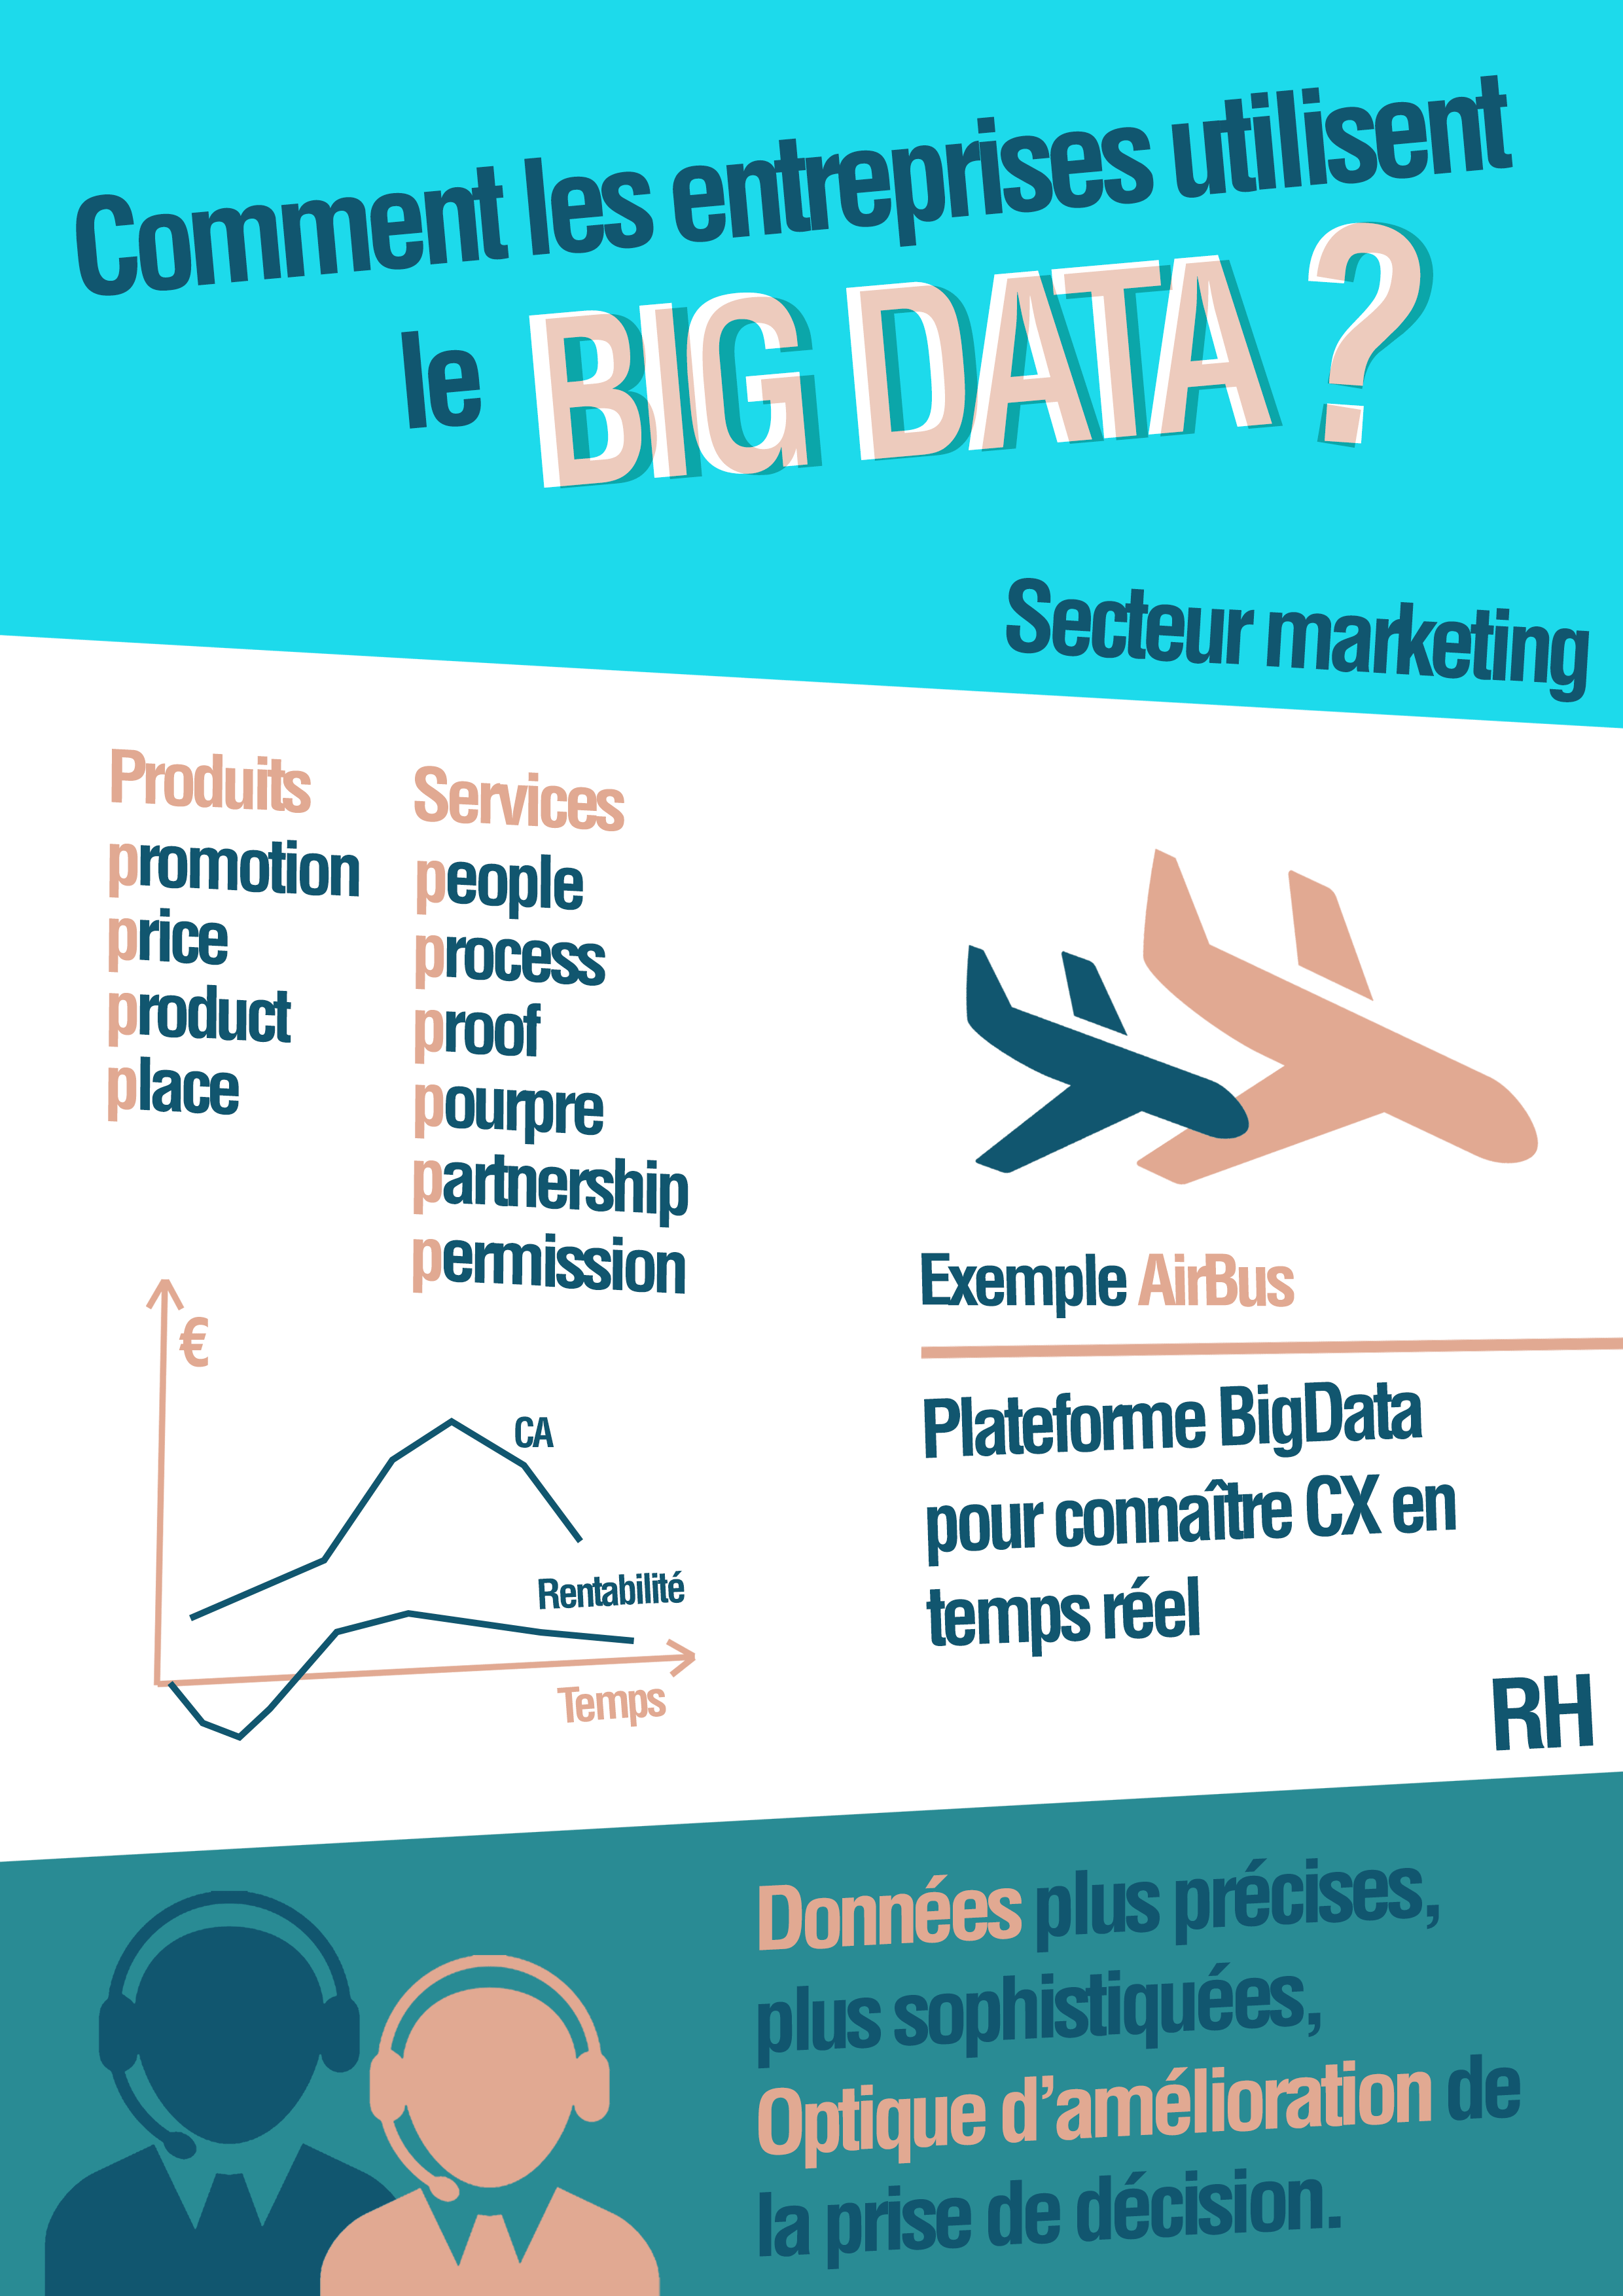 Comment les entreprises utilisent
le BIG DATA ?
Secteur marketing
Produits
promotion
price
product
place
Services
people
process
proof
pourpre
partnership
permission
€
CA
Rentabilité
Temps
Exemple AirBus
Plateforme BigData
pour connaître CX en
temps réel
RH
Données plus précises,
plus sophistiquées,
Optique d’amélioration de
la prise de décision.